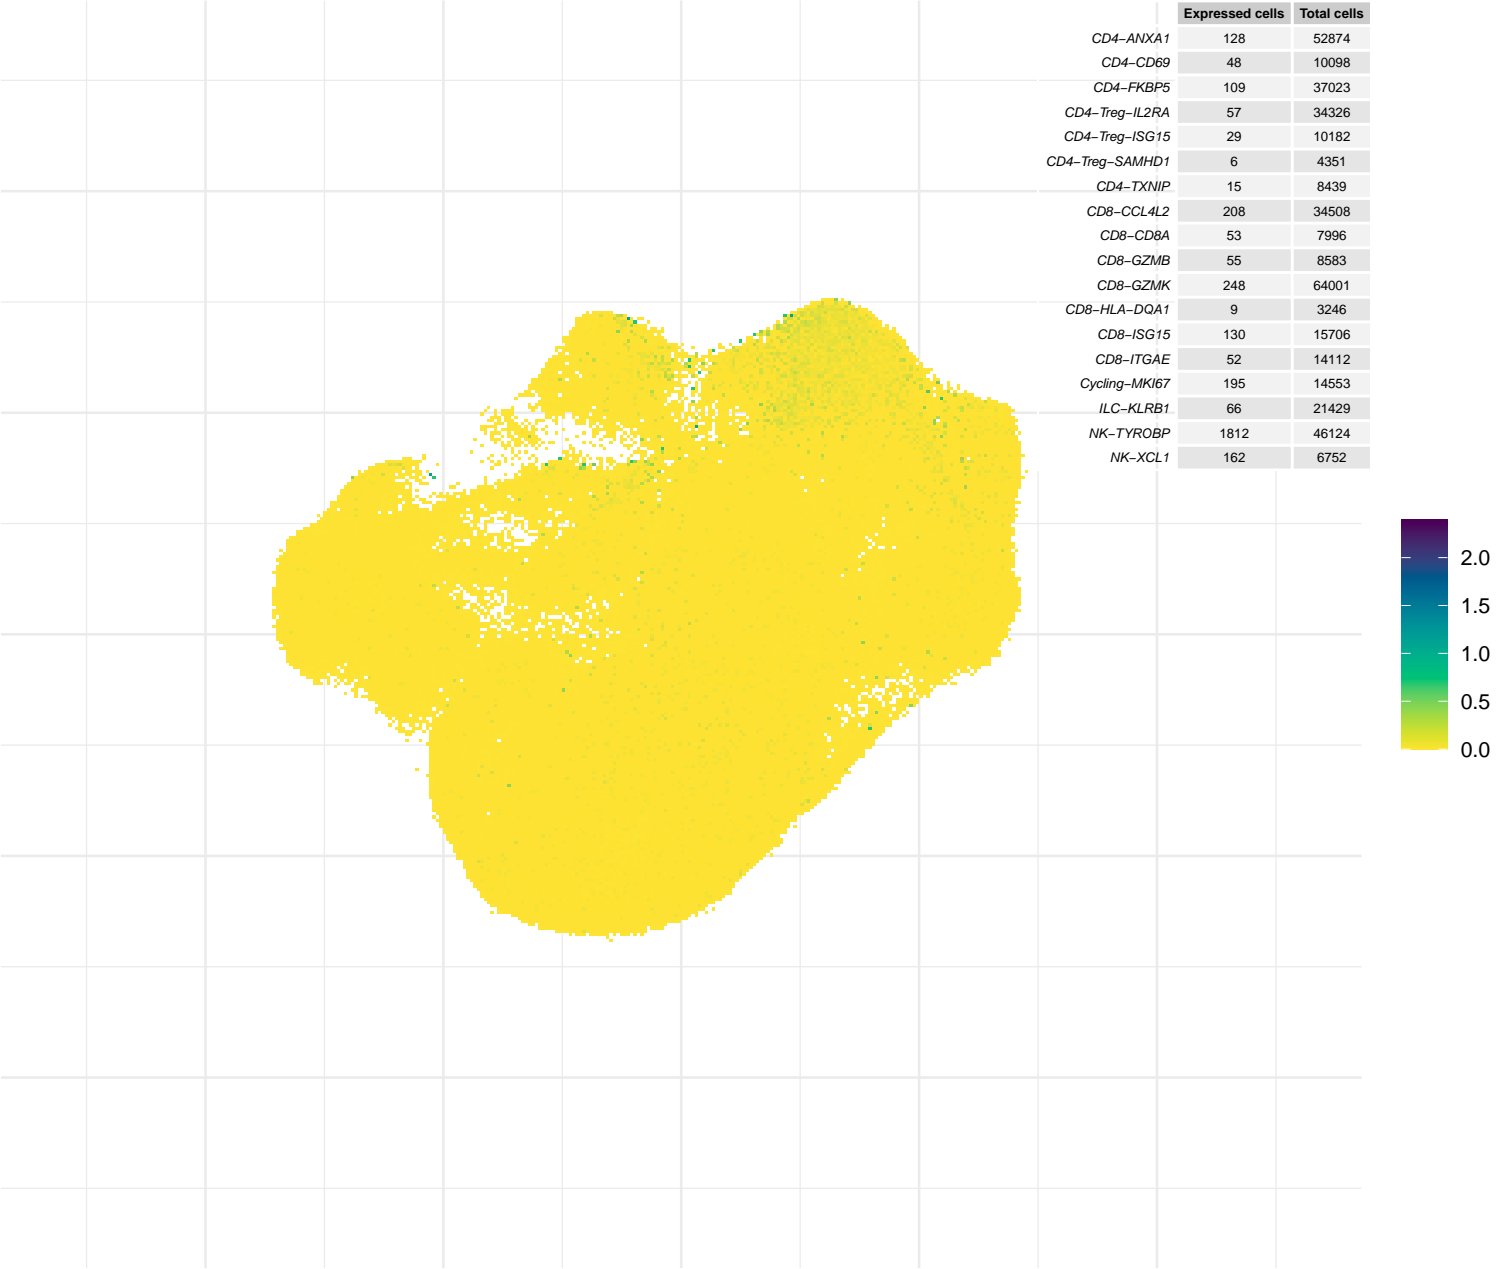 Expressed cells Total cells
CD4−ANXA1 128 52874
CD4−CD69 48 10098
CD4−FKBP5 109 37023
CD4−Treg−IL2RA 57 34326
CD4−Treg−ISG15 29 10182
CD4−Treg−SAMHD1 6 4351
CD4−TXNIP 15 8439
CD8−CCL4L2 208 34508
CD8−CD8A 53 7996
CD8−GZMB 55 8583
CD8−GZMK 248 64001
CD8−HLA−DQA1 9 3246
CD8−ISG15 130 15706
CD8−ITGAE 52 14112
Cycling−MKI67 195 14553
ILC−KLRB1 66 21429
NK−TYROBP 1812 46124
NK−XCL1 162 6752
2.0
1.5
1.0
0.5
0.0